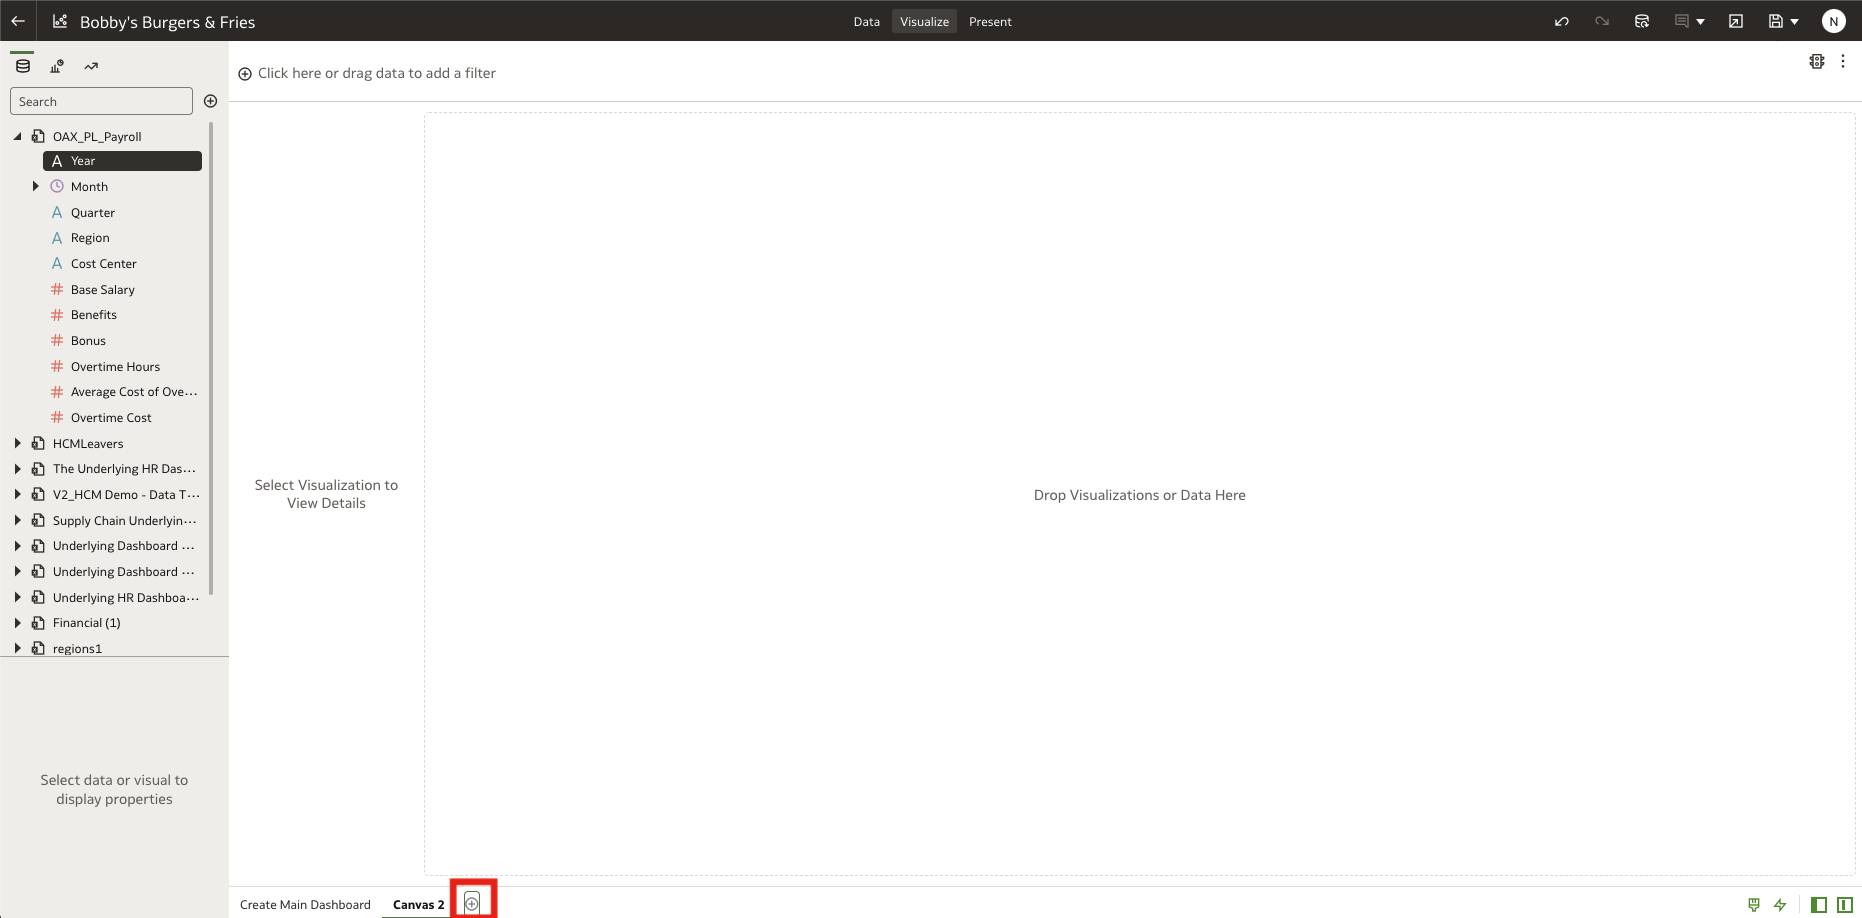 Bobby's Burgers & Fries
Data
Visualize
Present
N
Click here or drag data to add a filter
Search
OAX_PL_Payroll
A Year
Month
A Quarter
A Region
A Cost Center
# Base Salary
# Benefits
# Bonus
# Overtime Hours
# Average Cost of Ove...
# Overtime Cost
HCMLeavers
The Underlying HR Das...
V2_HCM Demo - Data T...
Supply Chain Underlyin...
Underlying Dashboard ...
Underlying Dashboard ...
Underlying HR Dashboa...
Financial (1)
regions1
Select data or visual to
display properties
Select Visualization to
View Details
Drop Visualizations or Data Here
Create Main Dashboard
Canvas 2